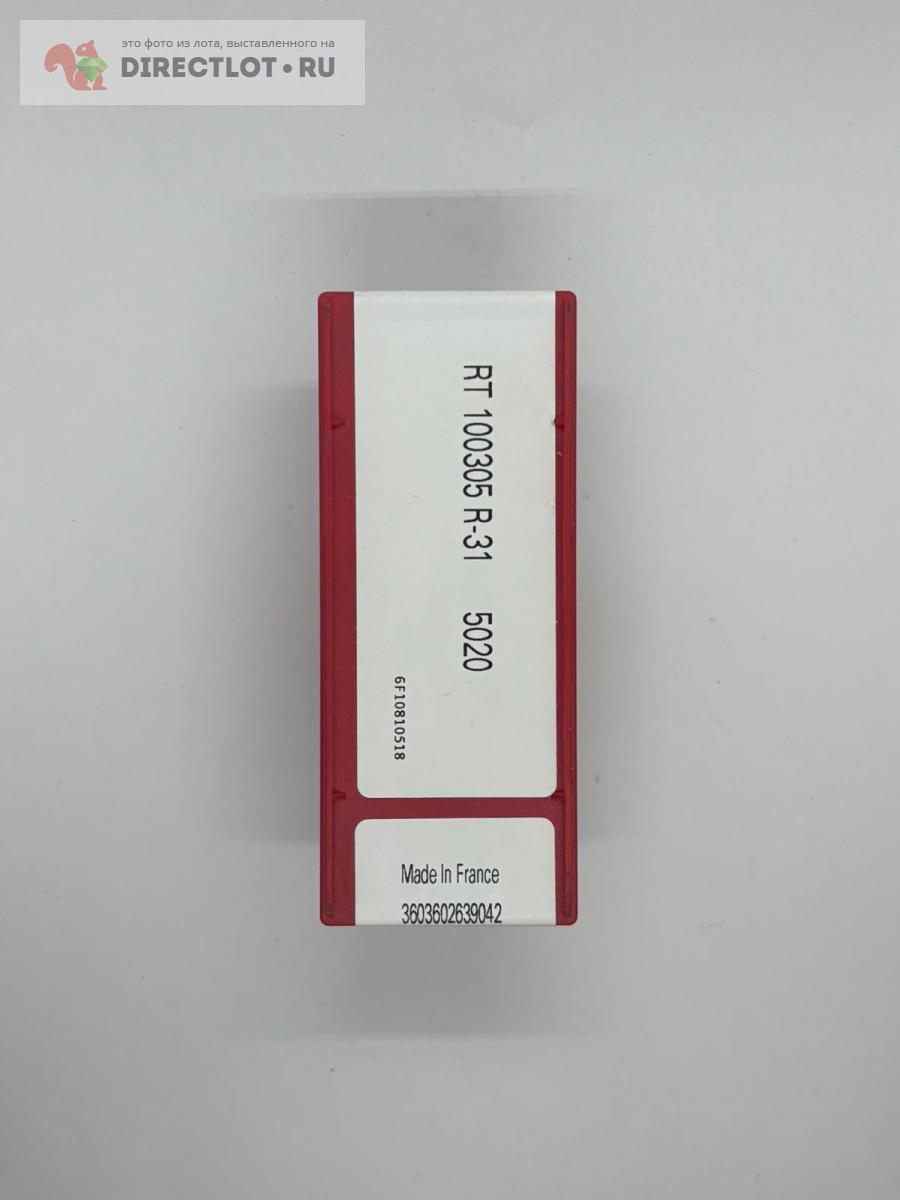 это фото из лота, выставленного на
DIRECTLOT•RU
RT 100305 R-31 5020
6F10810518
Made In France
3603602639042